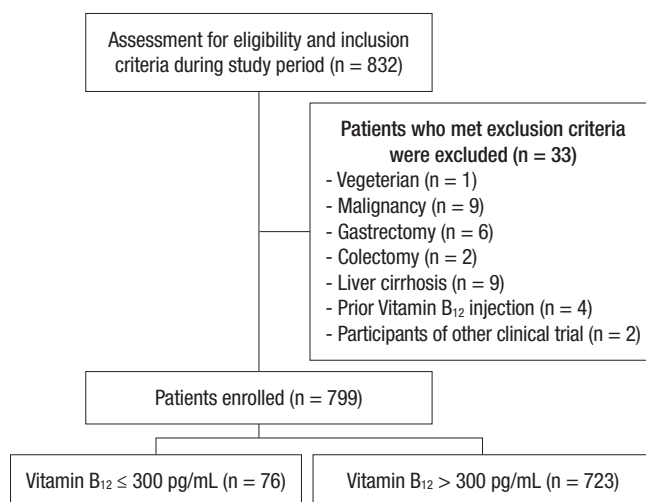 Assessment for eligibility and inclusion
criteria during study period (n = 832)
Patients who met exclusion criteria
were excluded (n = 33)
- Vegeterian (n = 1)
- Malignancy (n = 9)
- Gastrectomy (n = 6)
- Colectomy (n = 2)
- Liver cirrhosis (n = 9)
- Prior Vitamin B₁₂ injection (n = 4)
- Participants of other clinical trial (n = 2)
Patients enrolled (n = 799)
Vitamin B₁₂ ≤ 300 pg/mL (n = 76)
Vitamin B₁₂ > 300 pg/mL (n = 723)